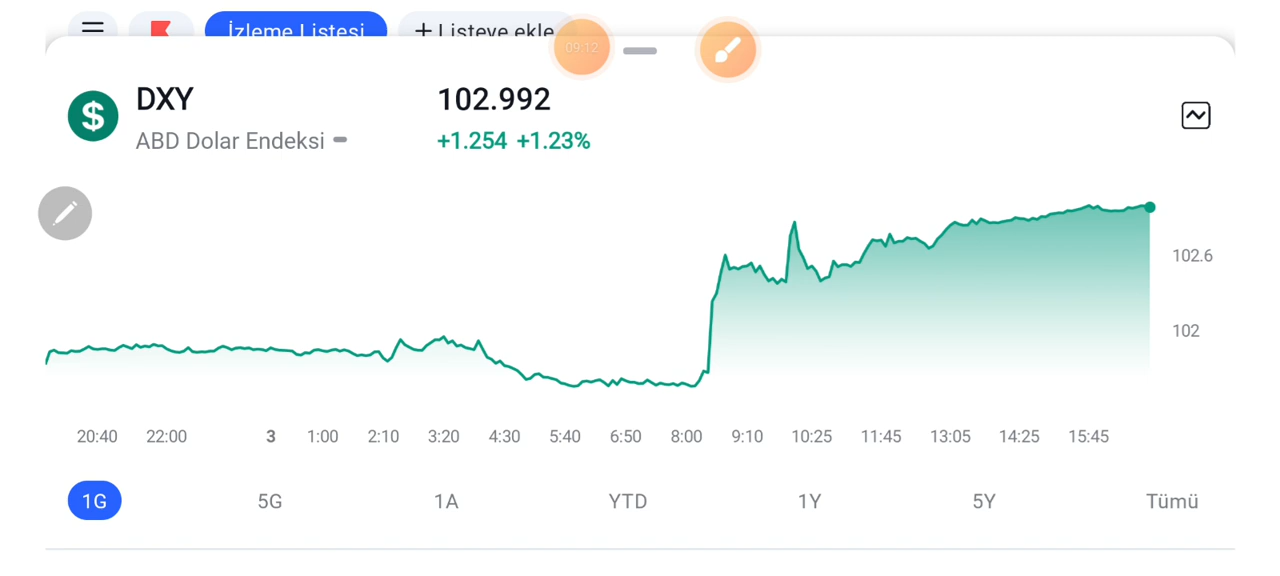 İzleme Listesi
+ Listeye ekle
09:12
$
DXY
102.992
ABD Dolar Endeksi
+1.254 +1.23%
102.6
102
20:40 22:00 3 1:00 2:10 3:20 4:30 5:40 6:50 8:00 9:10 10:25 11:45 13:05 14:25 15:45
1G 5G 1A YTD 1Y 5Y Tümü